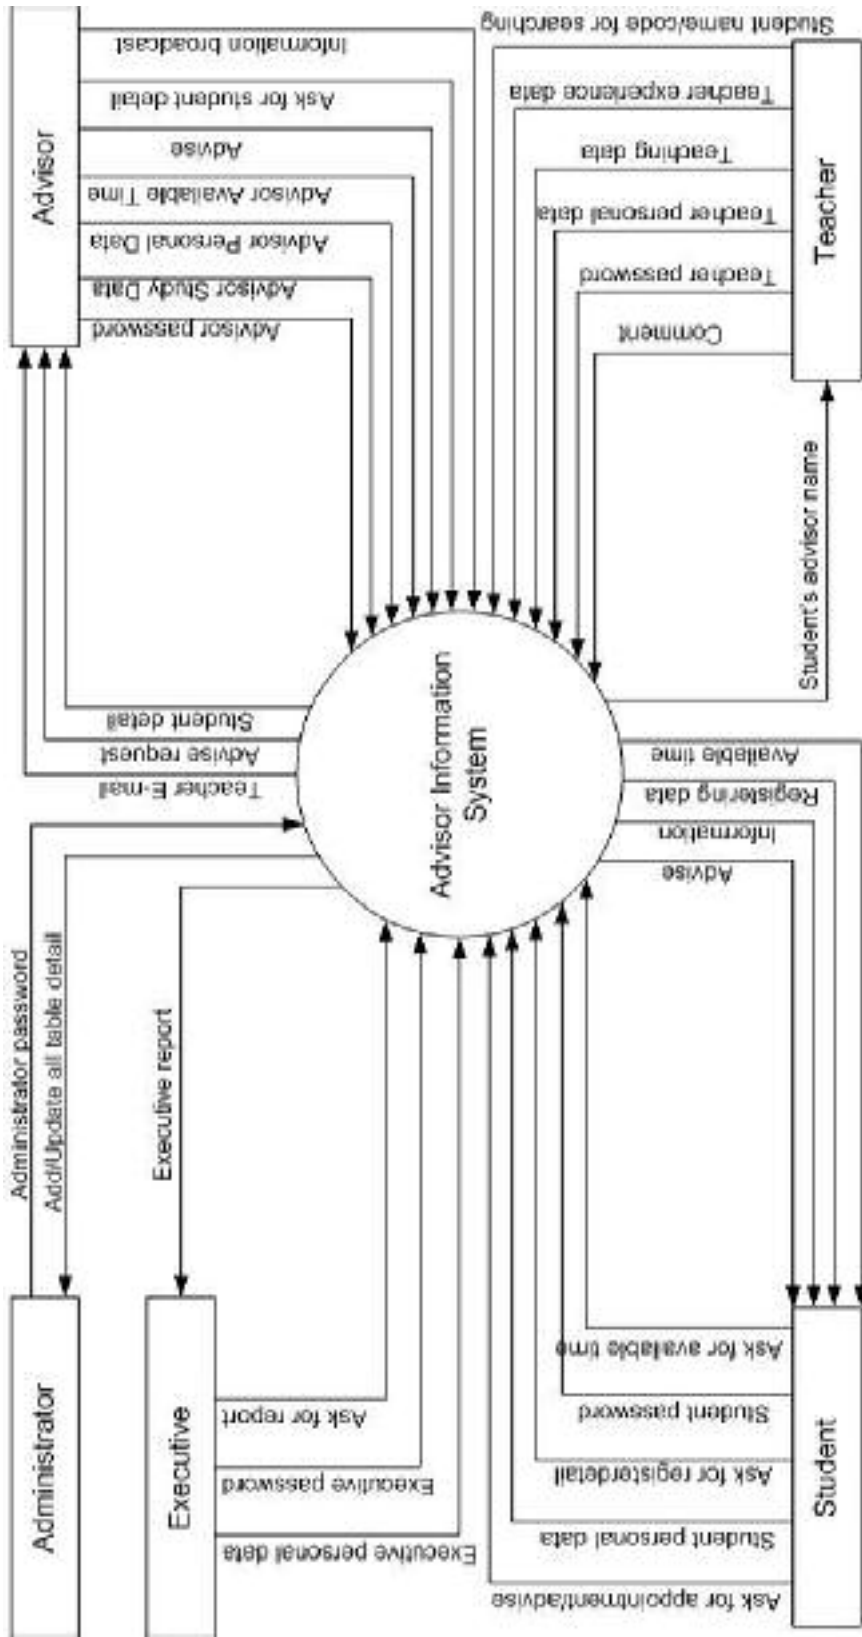 Administrator
Administrator password
Add/Update all table detail
Executive
Executive report
Ask for report
Executive password
Executive personal data
Advisor
Information broadcast
Ask for student detail
Advise
Advisor Available Time
Advisor Personal Data
Advisor Study Data
Advisor password
Student detail
Advise request
Teacher E-mail
Advisor Information
System
Student
Ask for available time
Student password
Ask for registerdetail
Student personal data
Ask for appointment/advise
Available time
Registering data
Information
Advise
Teacher
Student name/code for searching
Teacher experience data
Teaching data
Teacher personal data
Teacher password
Comment
Student's advisor name